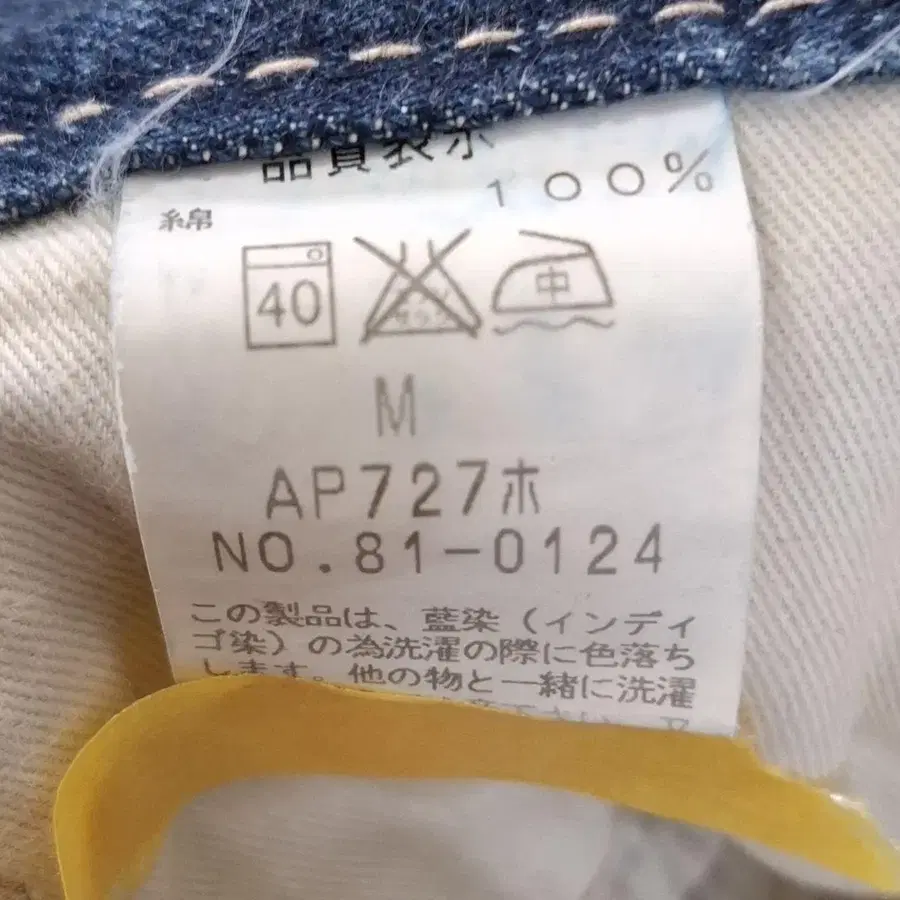 品質表示
100%
綿
40
中
M
AP727ホ
NO.81-0124
この製品は、藍染(インディ
ゴ染)の為洗濯の際に色落ち
します。他の物と一緒に洗濯